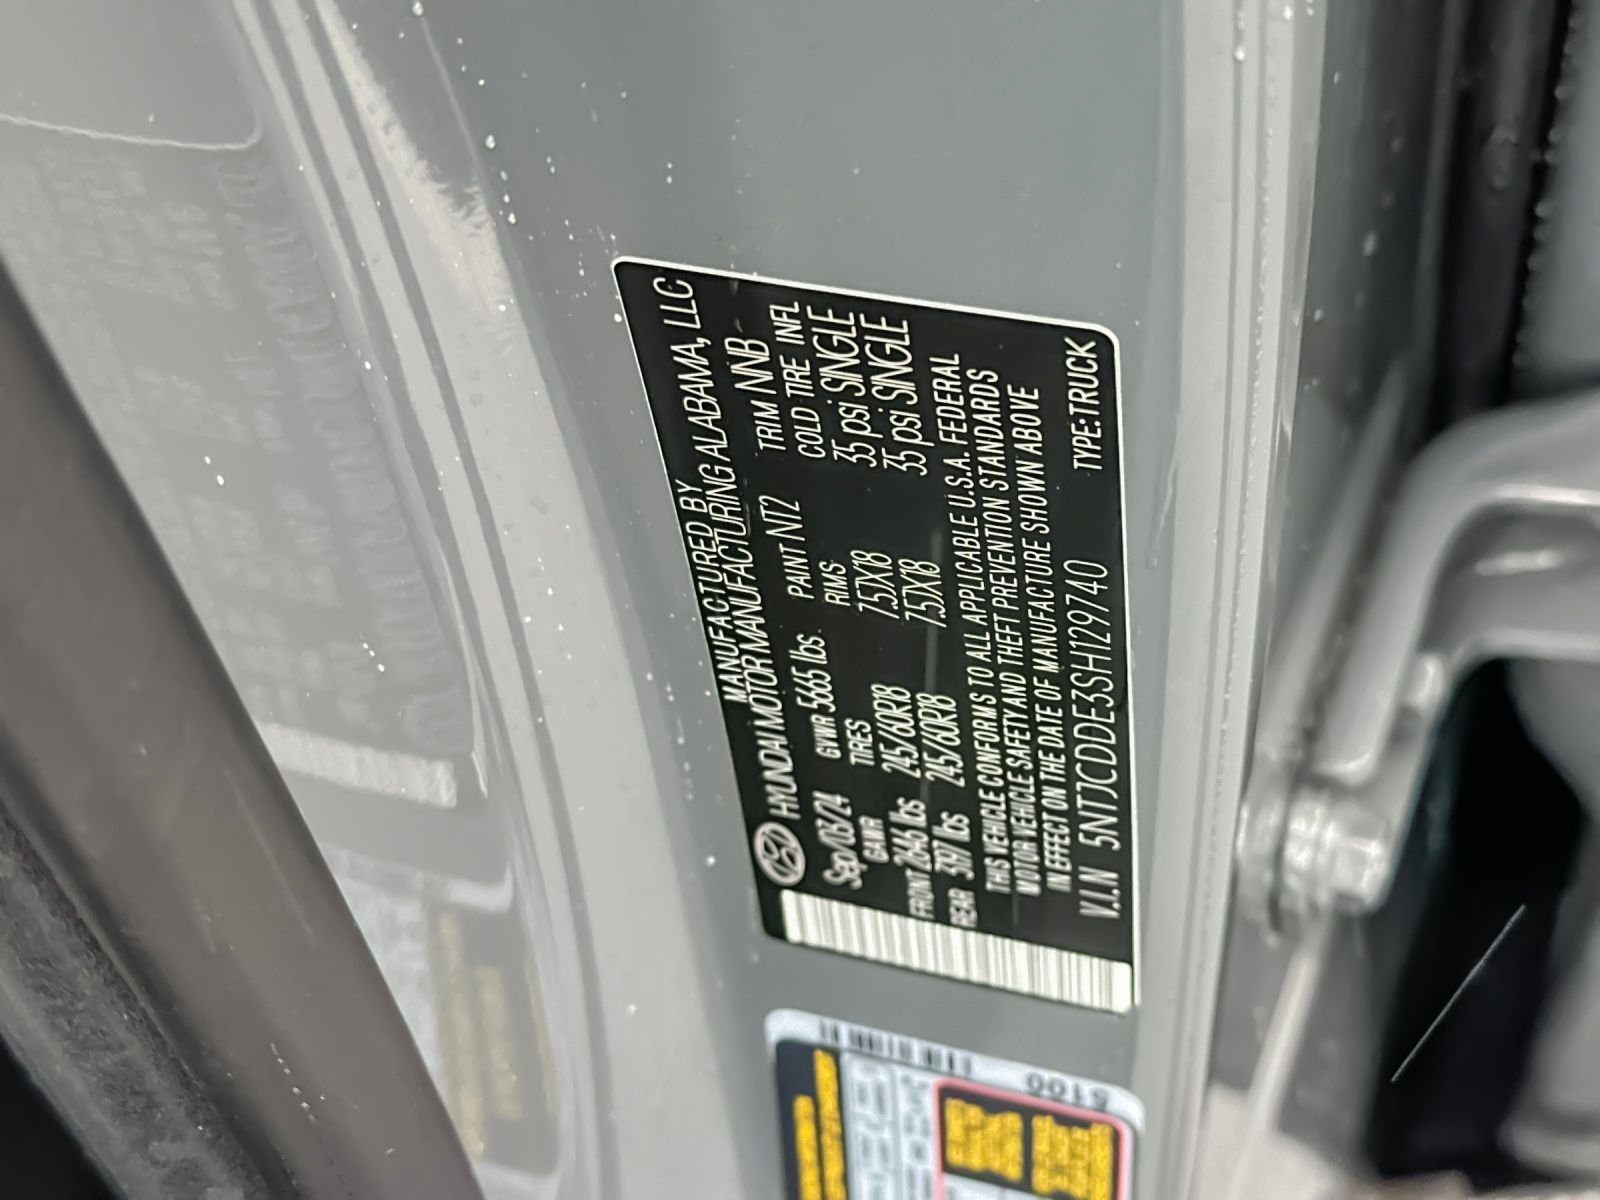 MANUFACTURED BY
HYUNDAI MOTOR MANUFACTURING ALABAMA, LLC
Sep/03/24 GVWR 5665 lbs PAINT NT2 TRIM NNB
GAWR TIRES RIMS COLD TIRE INFL
FRONT 2646 lbs 245/60R18 7.5JX18 35 psi SINGLE
REAR 3197 lbs 245/60R18 7.5JX18 35 psi SINGLE
THIS VEHICLE CONFORMS TO ALL APPLICABLE U.S.A. FEDERAL
MOTOR VEHICLE SAFETY AND THEFT PREVENTION STANDARDS
IN EFFECT ON THE DATE OF MANUFACTURE SHOWN ABOVE
V.I.N 5NTJCDDE3SH129740 TYPE:TRUCK